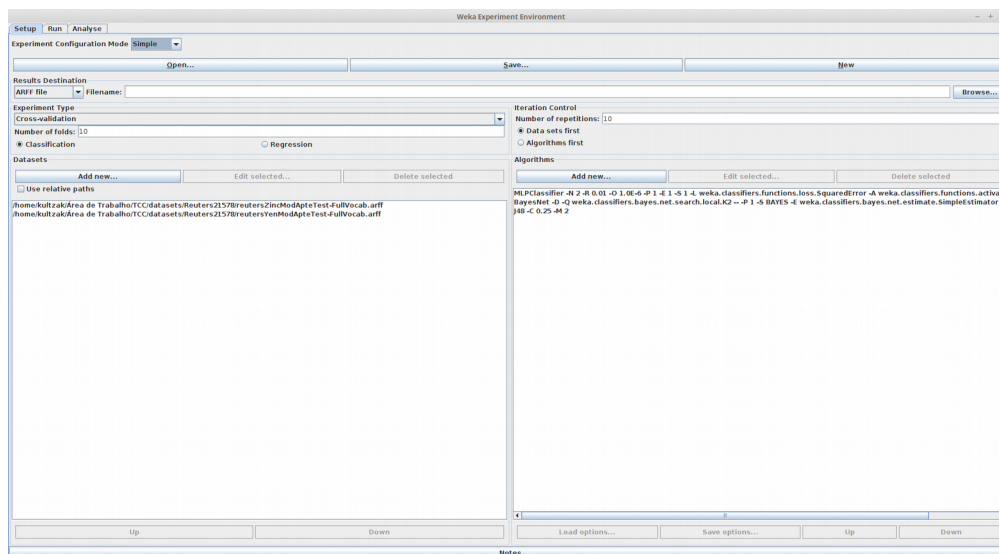 Weka Experiment Environment
Setup Run Analyse
Experiment Configuration Mode Simple
Open... Save... New
Results Destination
ARFF file Filename: Browse...
Experiment Type
Cross-validation
Number of folds: 10
Classification Regression
Iteration Control
Number of repetitions: 10
Data sets first
Algorithms first
Datasets
Add new... Edit selected... Delete selected
Use relative paths
/home/kultzak/Área de Trabalho/TCC/datasets/Reuters21578/reutersZincModApteTest-FullVocab.arff
/home/kultzak/Área de Trabalho/TCC/datasets/Reuters21578/reutersYenModApteTest-FullVocab.arff
Up Down
Algorithms
Add new... Edit selected... Delete selected
MLPClassifier -N 2 -R 0.01 -O 1.0E-6 -P 1 -E 1 -S 1 -L weka.classifiers.functions.loss.SquaredError -A weka.classifiers.functions.activa
BayesNet -D -Q weka.classifiers.bayes.net.search.local.K2 -- -P 1 -S BAYES -E weka.classifiers.bayes.net.estimate.SimpleEstimator
J48 -C 0.25 -M 2
Load options... Save options... Up Down
Notes